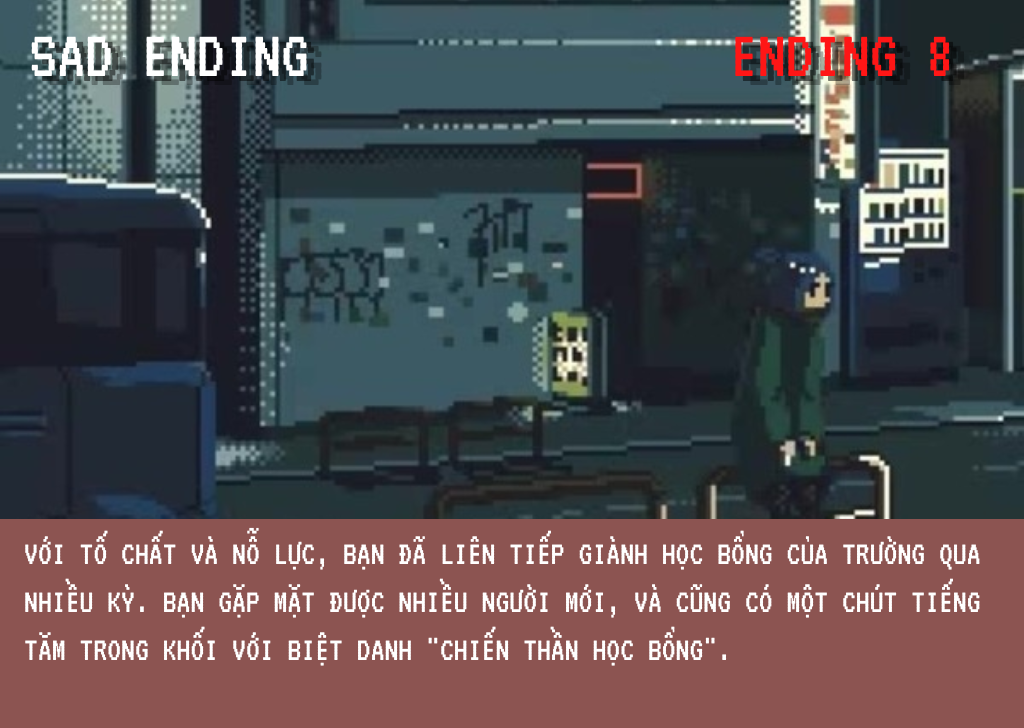 SAD ENDING
ENDING 8
VỚI TỐ CHẤT VÀ NỖ LỰC, BẠN ĐÃ LIÊN TIẾP GIÀNH HỌC BỔNG CỦA TRƯỜNG QUA
NHIỀU KỲ. BẠN GẶP MẶT ĐƯỢC NHIỀU NGƯỜI MỚI, VÀ CŨNG CÓ MỘT CHÚT TIẾNG
TĂM TRONG KHỐI VỚI BIỆT DANH "CHIẾN THẦN HỌC BỔNG".